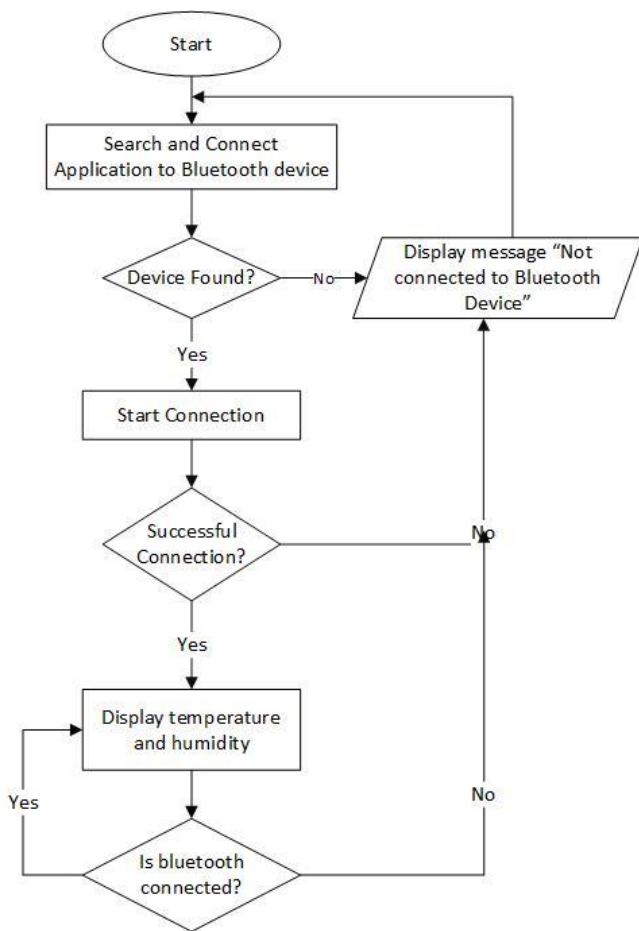 Start
Search and Connect
Application to Bluetooth device
Device Found?
No
Display message “Not
connected to Bluetooth
Device”
Yes
Start Connection
Successful
Connection?
No
Yes
Display temperature
and humidity
Yes
No
Is bluetooth
connected?